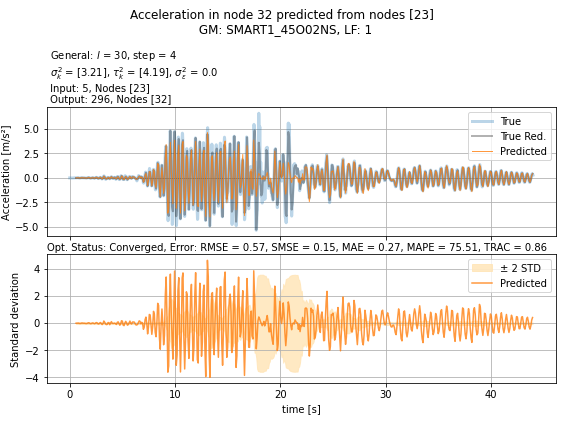 Acceleration in node 32 predicted from nodes [23]
GM: SMART1_45O02NS, LF: 1
General: l = 30, step = 4
σ²ₖ = [3.21], τ²ₖ = [4.19], σ²ₑ = 0.0
Input: 5, Nodes [23]
Output: 296, Nodes [32]
Acceleration [m/s²]
5.0
2.5
0.0
−2.5
−5.0
True
True Red.
Predicted
Opt. Status: Converged, Error: RMSE = 0.57, SMSE = 0.15, MAE = 0.27, MAPE = 75.51, TRAC = 0.86
Standard deviation
4
2
0
−2
−4
± 2 STD
Predicted
0 10 20 30 40
time [s]